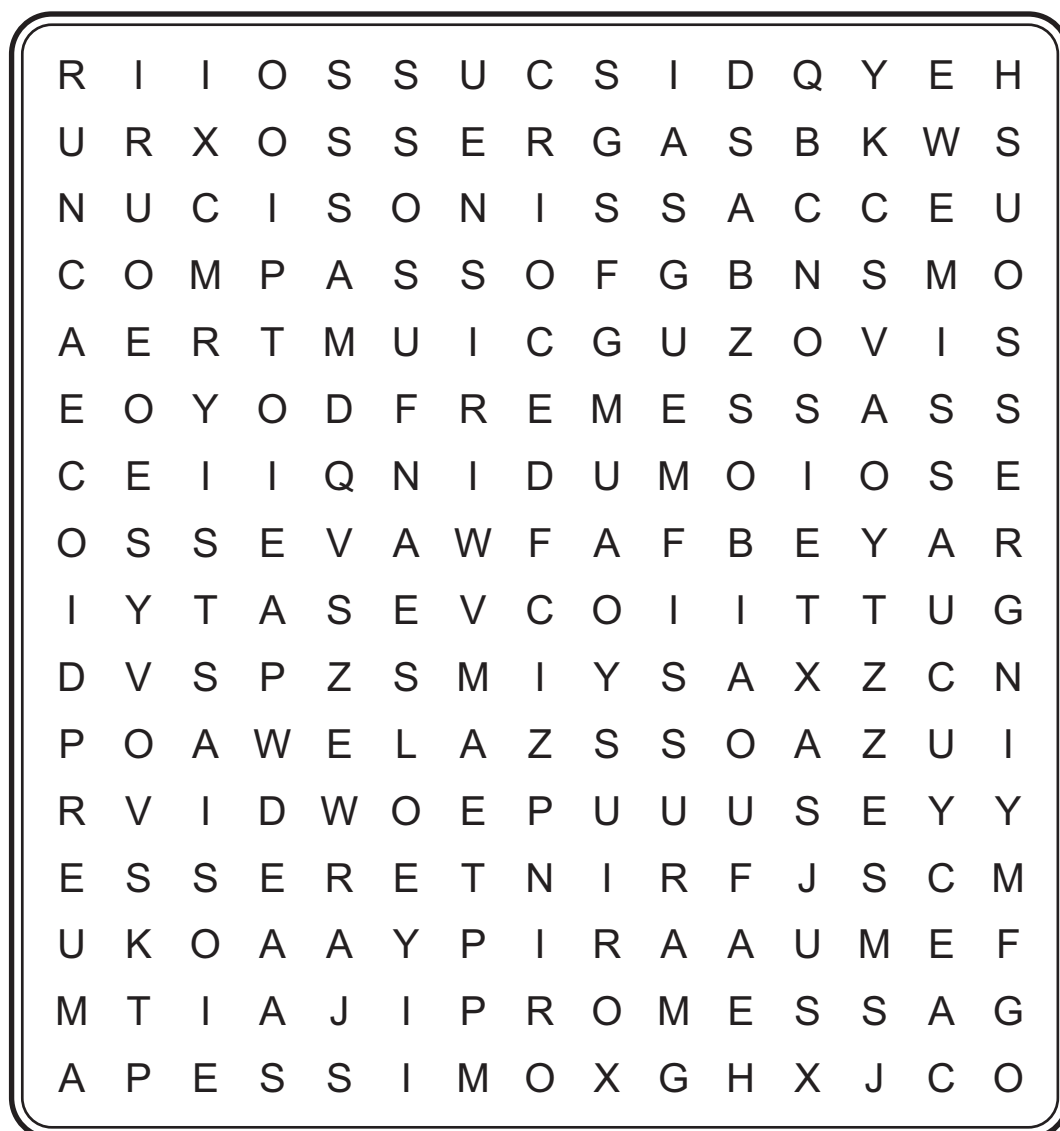 R I I O S S U C S I D Q Y E H
U R X O S S E R G A S B K W S
N U C I S O N I S S A C C E U
C O M P A S S O F G B N S M O
A E R T M U I C G U Z O V I S
E O Y O D F R E M E S S A S S
C E I I Q N I D U M O I O S E
O S S E V A W F A F B E Y A R
I Y T A S E V C O I I T T U G
D V S P Z S M I Y S A X Z C N
P O A W E L A Z S S O A Z U I
R V I D W O E P U U U S E Y Y
E S S E R E T N I R F J S C M
U K O A A Y P I R A A U M E F
M T I A J I P R O M E S S A G
A P E S S I M O X G H X J C O